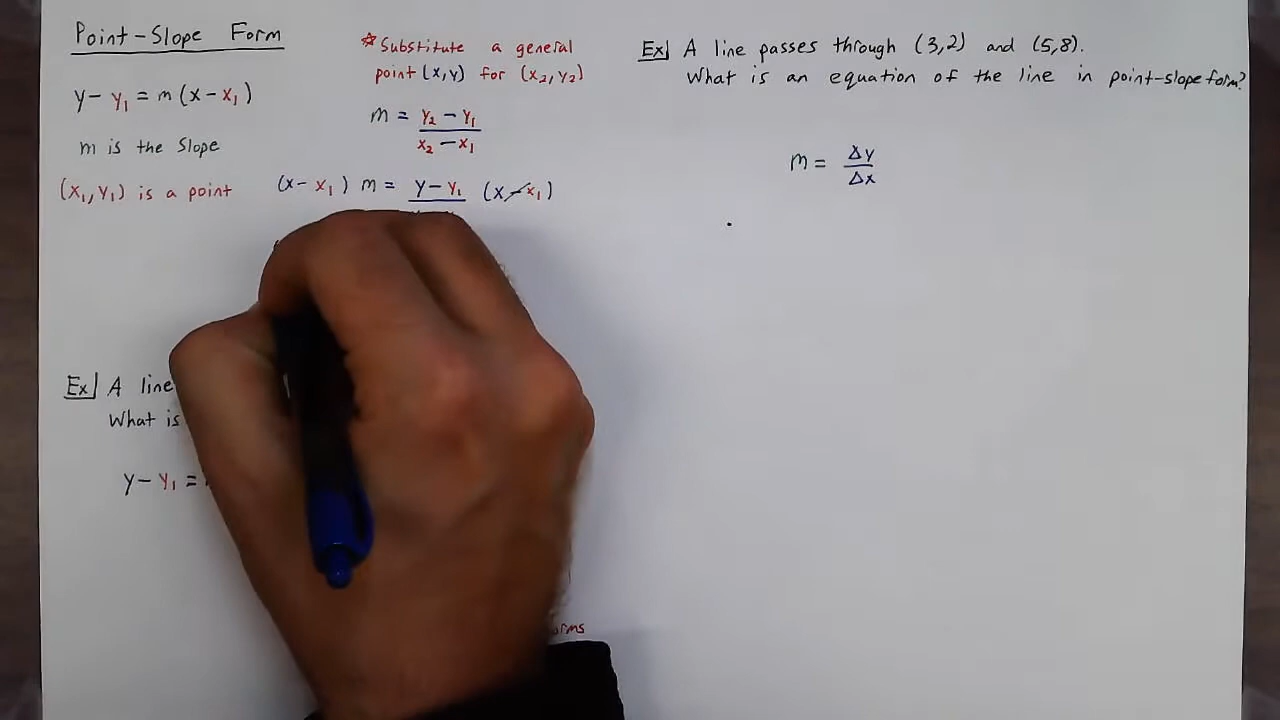 Point-Slope Form
y - y₁ = m (x - x₁)
m is the Slope
(x₁, y₁) is a point
*Substitute a general
point (x, y) for (x₂, y₂)
m = y₂ - y₁
x₂ - x₁
(x - x₁) m = y - y₁ (x - x₁)
Ex] A line
What is
y - y₁ =
Ex] A line passes through (3,2) and (5,8).
What is an equation of the line in point-slope form?
m = Δy
Δx